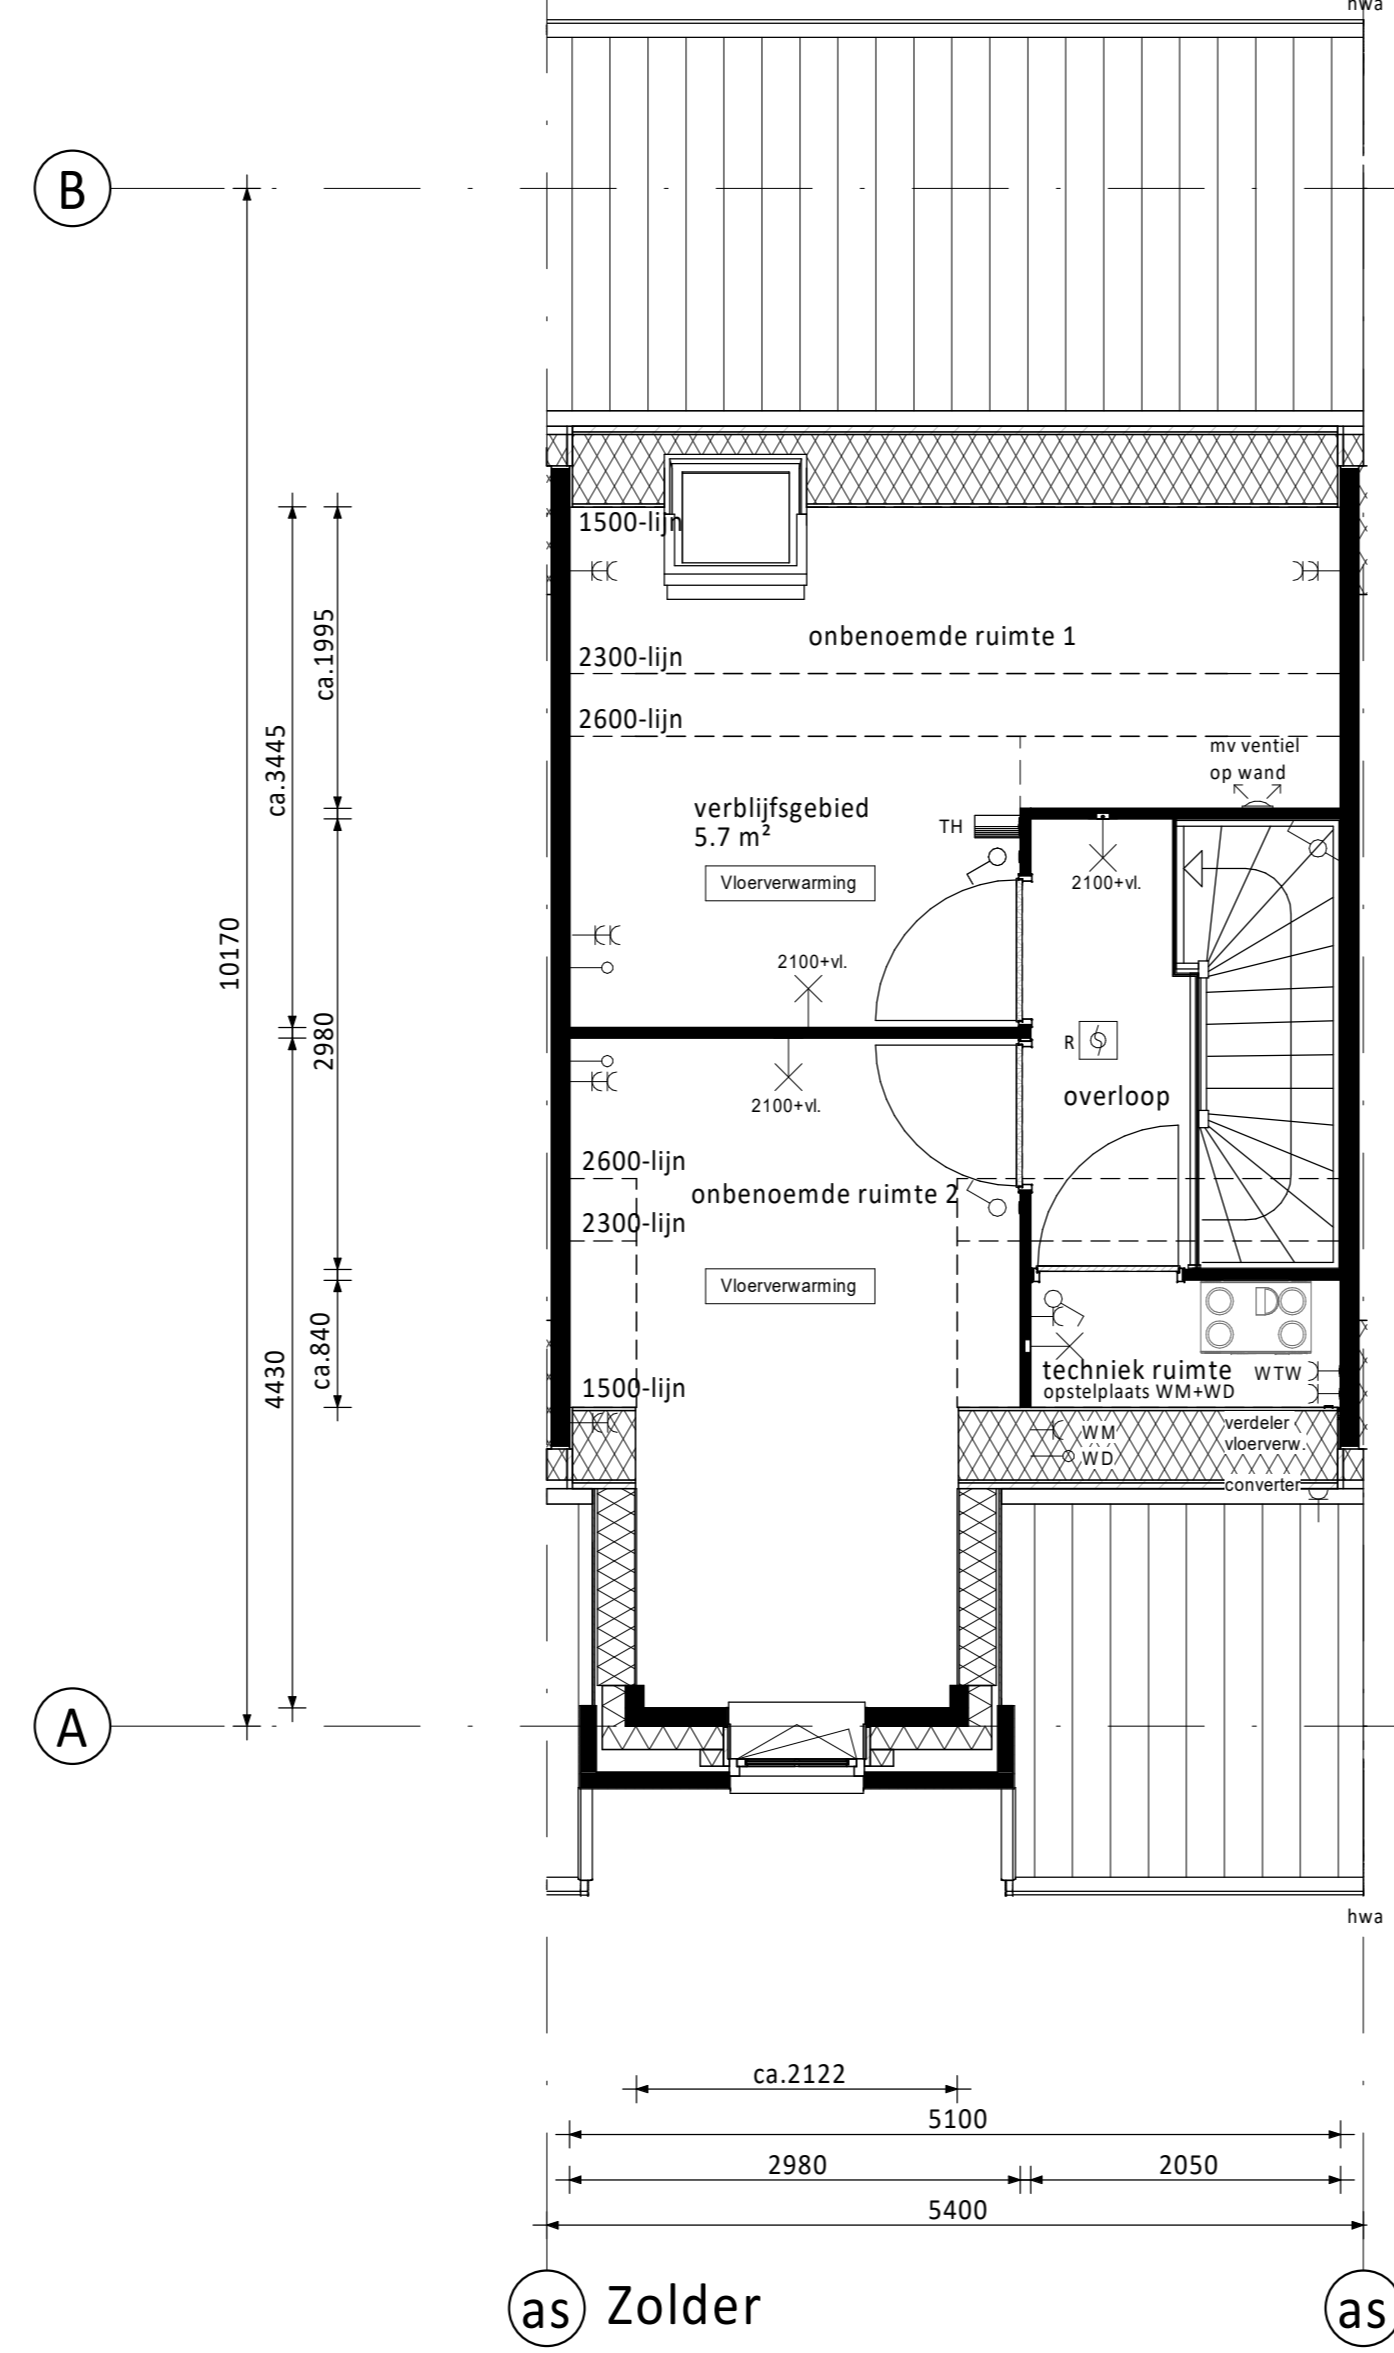 hwa
B
1500-lijn
ca.1995
onbenoemde ruimte 1
2300-lijn
2600-lijn
ca.3445
mv ventiel
op wand
verblijfsgebied
5.7 m²
TH
Vloerverwarming
2100+vl.
10170
2100+vl.
2980
R
overloop
2100+vl.
2600-lijn
onbenoemde ruimte 2
2300-lijn
Vloerverwarming
ca.840
4430
1500-lijn
techniek ruimte
WTW
opstelplaats WM+WD
WM
WD
verdeler
vloerverw.
converter
A
hwa
ca.2122
5100
2980
2050
5400
as
Zolder
as